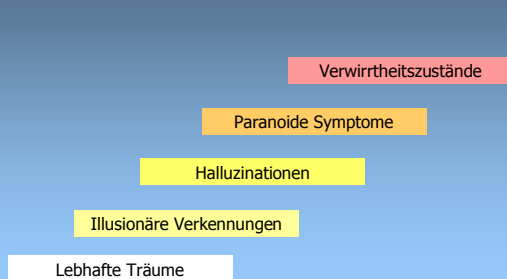 Verwirrtheitszustände
Paranoide Symptome
Halluzinationen
Illusionäre Verkennungen
Lebhafte Träume